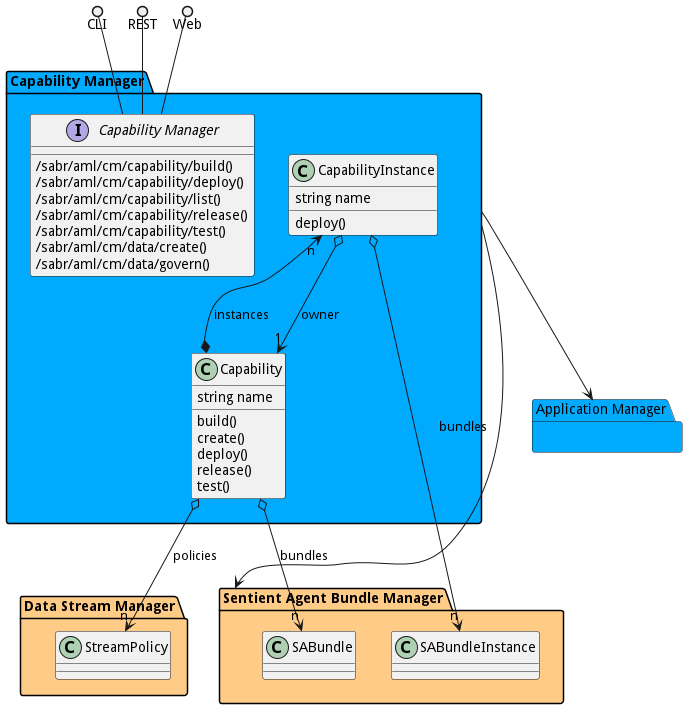 CLI
REST
Web
Capability Manager
I
Capability Manager
/sabr/aml/cm/capability/build()
/sabr/aml/cm/capability/deploy()
/sabr/aml/cm/capability/list()
/sabr/aml/cm/capability/release()
/sabr/aml/cm/capability/test()
/sabr/aml/cm/data/create()
/sabr/aml/cm/data/govern()
C
CapabilityInstance
string name
deploy()
n
instances
owner
1
C
Capability
string name
build()
create()
deploy()
release()
test()
Application Manager
bundles
policies
bundles
Data Stream Manager
n
C
StreamPolicy
Sentient Agent Bundle Manager
n
C
SABundle
n
C
SABundleInstance